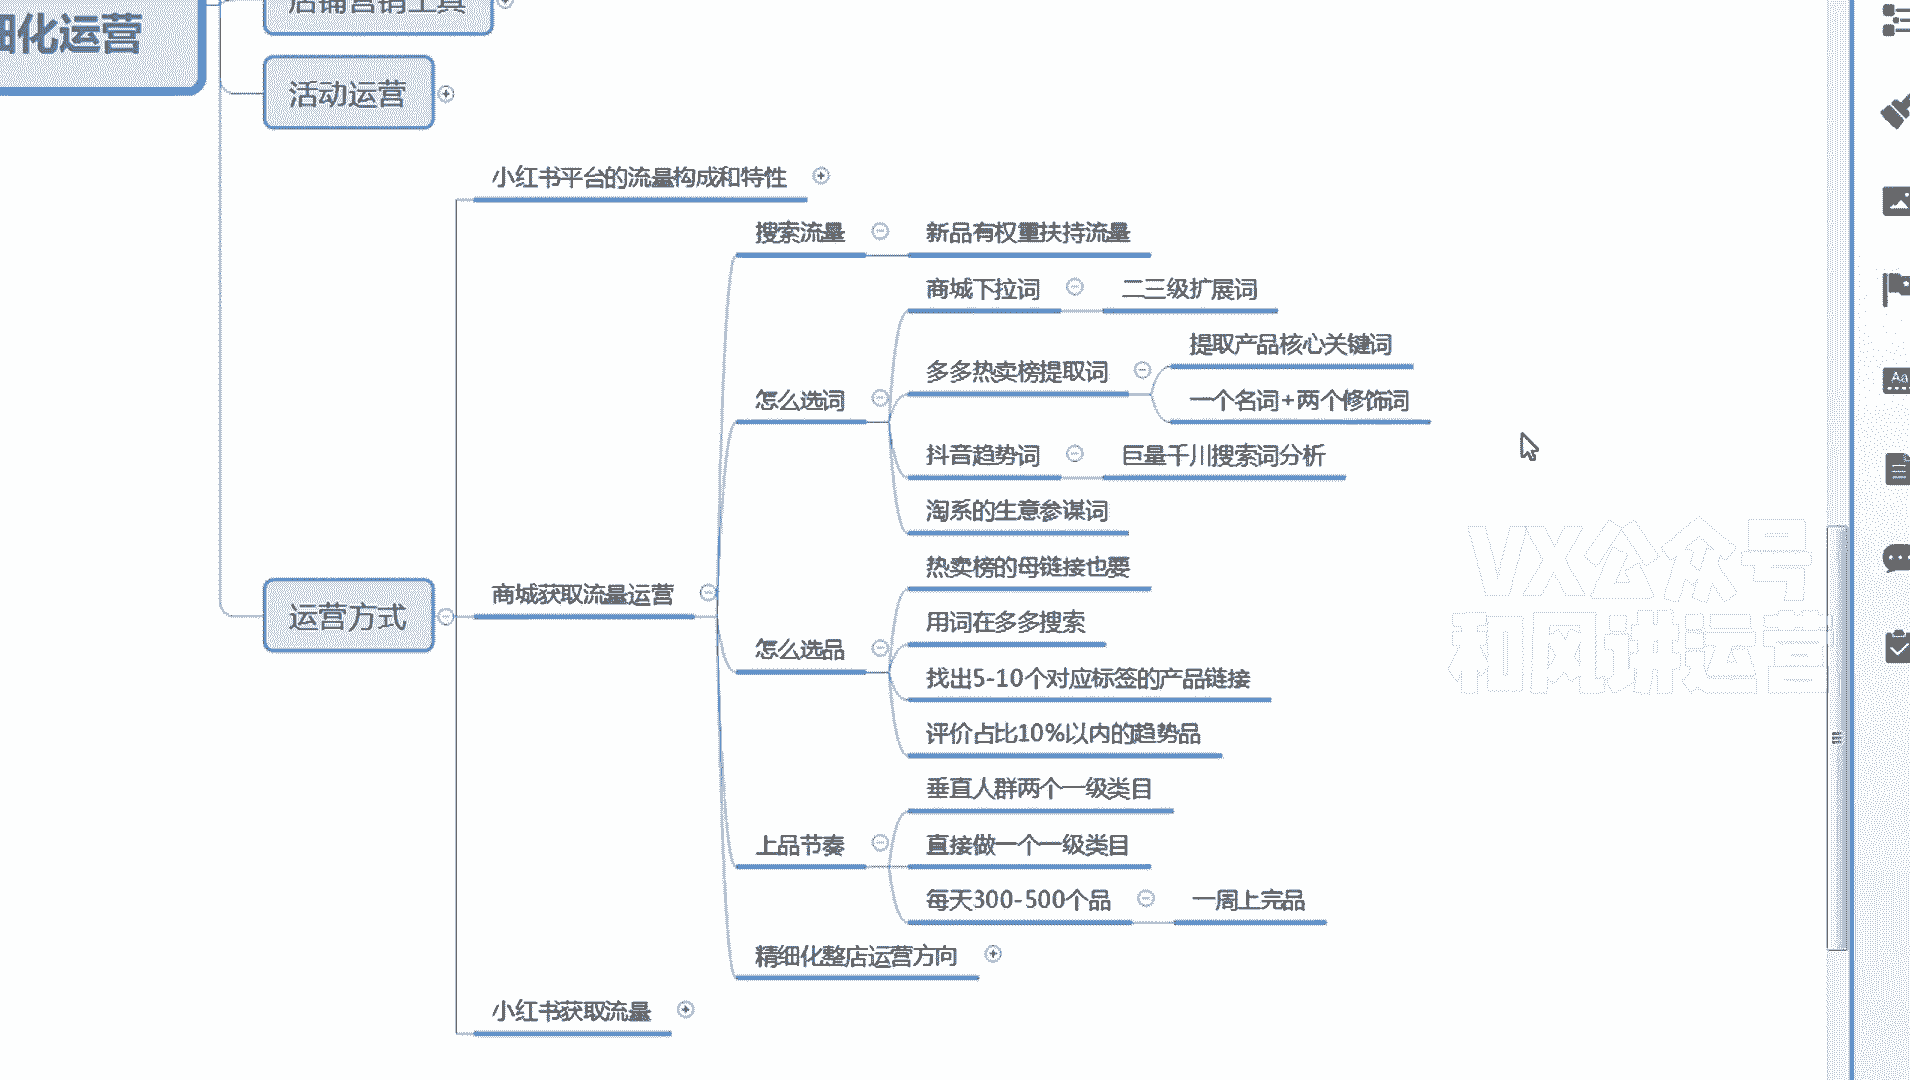 店铺营销工具
细化运营
活动运营
小红书平台的流量构成和特性
搜索流量
新品有权重扶持流量
商城下拉词
二三级扩展词
提取产品核心关键词
多多热卖榜提取词
怎么选词
一个名词+两个修饰词
抖音趋势词
巨量千川搜索词分析
淘系的生意参谋词
热卖榜的母链接也要
商城获取流量运营
运营方式
用词在多多搜索
怎么选品
找出5-10个对应标签的产品链接
评价占比10%以内的趋势品
垂直人群两个一级类目
上品节奏
直接做一个一级类目
每天300-500个品
一周上完品
精细化整店运营方向
小红书获取流量
VX公众号
和风讲运营
Aa